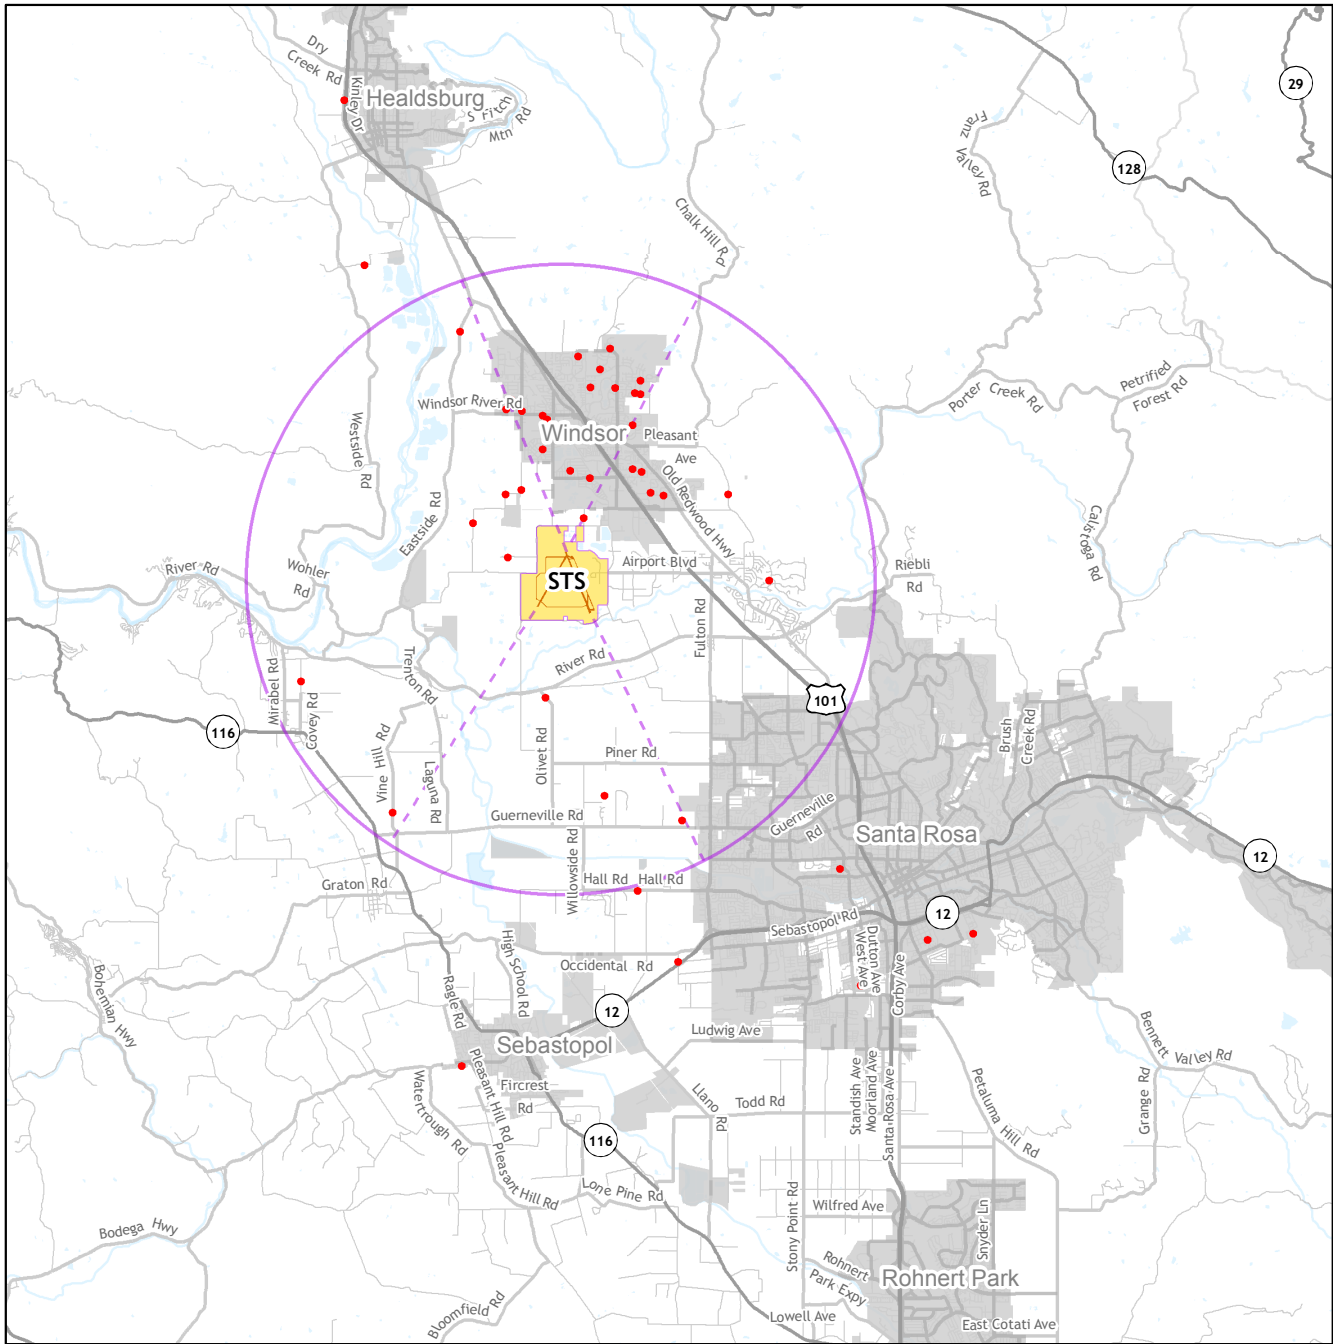 Dry
Creek Rd
Kinley Dr
Healdsburg
S Fitch
Mtn Rd
29
128
Franz
Valley Rd
Chalk Hill Rd
Porter
Creek Rd
Petrified
Forest Rd
Westside Rd
Windsor River Rd
Windsor
Pleasant
Ave
Old Redwood Hwy
Eastside Rd
Calistoga Rd
River Rd
Wohler
Rd
STS
Airport Blvd
Riebli
Rd
Fulton Rd
River Rd
Trenton Rd
Mirabel Rd
Covey Rd
116
Vine Hill Rd
Laguna Rd
Olivet Rd
Piner Rd
101
Brush
Creek Rd
Guerneville Rd
Guerneville
Rd
Santa Rosa
12
Willowside Rd
Hall Rd
Hall Rd
Graton Rd
Sebastopol Rd
12
High School Rd
Occidental Rd
Dutton Ave
West Ave
Corby Ave
Bohemian Hwy
Ragle Rd
12
Ludwig Ave
Sebastopol
Bennett
Valley Rd
Pleasant Hill Rd
Fircrest
Rd
Watertrough Rd
Llano
Rd
Todd Rd
Standish Ave
Moorland Ave
Santa Rosa Ave
Petaluma Hill Rd
Grange Rd
116
Pleasant Hill Rd
Lone Pine Rd
Stony Point Rd
Wilfred Ave
Snyder Ln
Bodega Hwy
Rohnert
Park Expy
Rohnert Park
Bloomfield Rd
Lowell Ave
East Cotati Ave